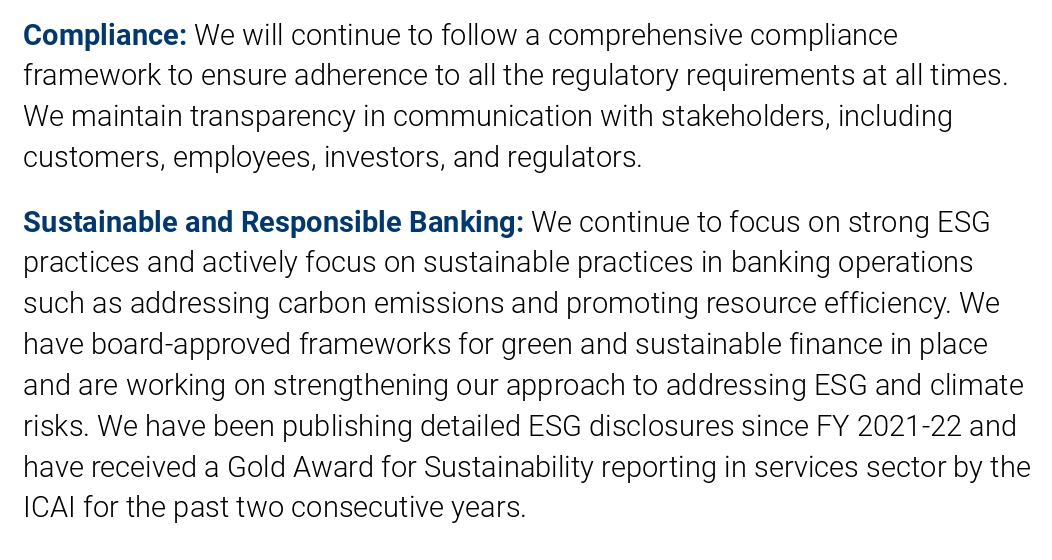 Compliance: We will continue to follow a comprehensive compliance
framework to ensure adherence to all the regulatory requirements at all times.
We maintain transparency in communication with stakeholders, including
customers, employees, investors, and regulators.
Sustainable and Responsible Banking: We continue to focus on strong ESG
practices and actively focus on sustainable practices in banking operations
such as addressing carbon emissions and promoting resource efficiency. We
have board-approved frameworks for green and sustainable finance in place
and are working on strengthening our approach to addressing ESG and climate
risks. We have been publishing detailed ESG disclosures since FY 2021-22 and
have received a Gold Award for Sustainability reporting in services sector by the
ICAI for the past two consecutive years.